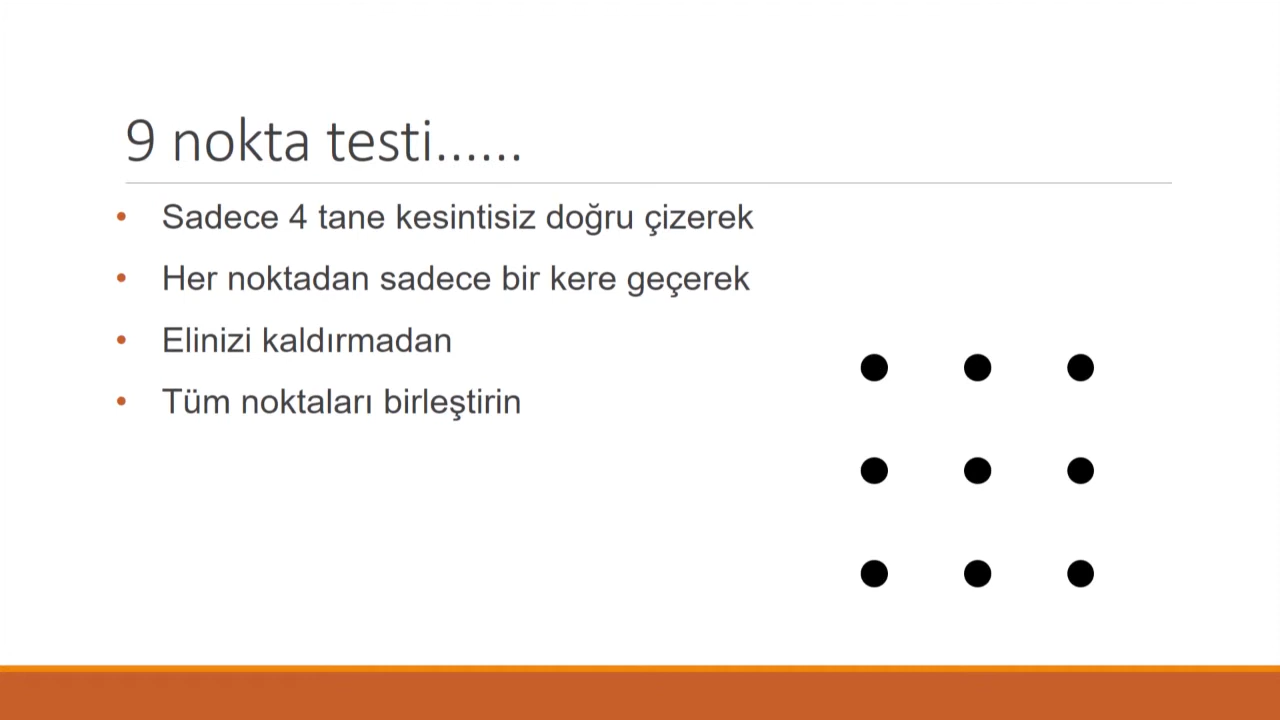 9 nokta testi......
• Sadece 4 tane kesintisiz doğru çizerek
• Her noktadan sadece bir kere geçerek
• Elinizi kaldırmadan
• Tüm noktaları birleştirin